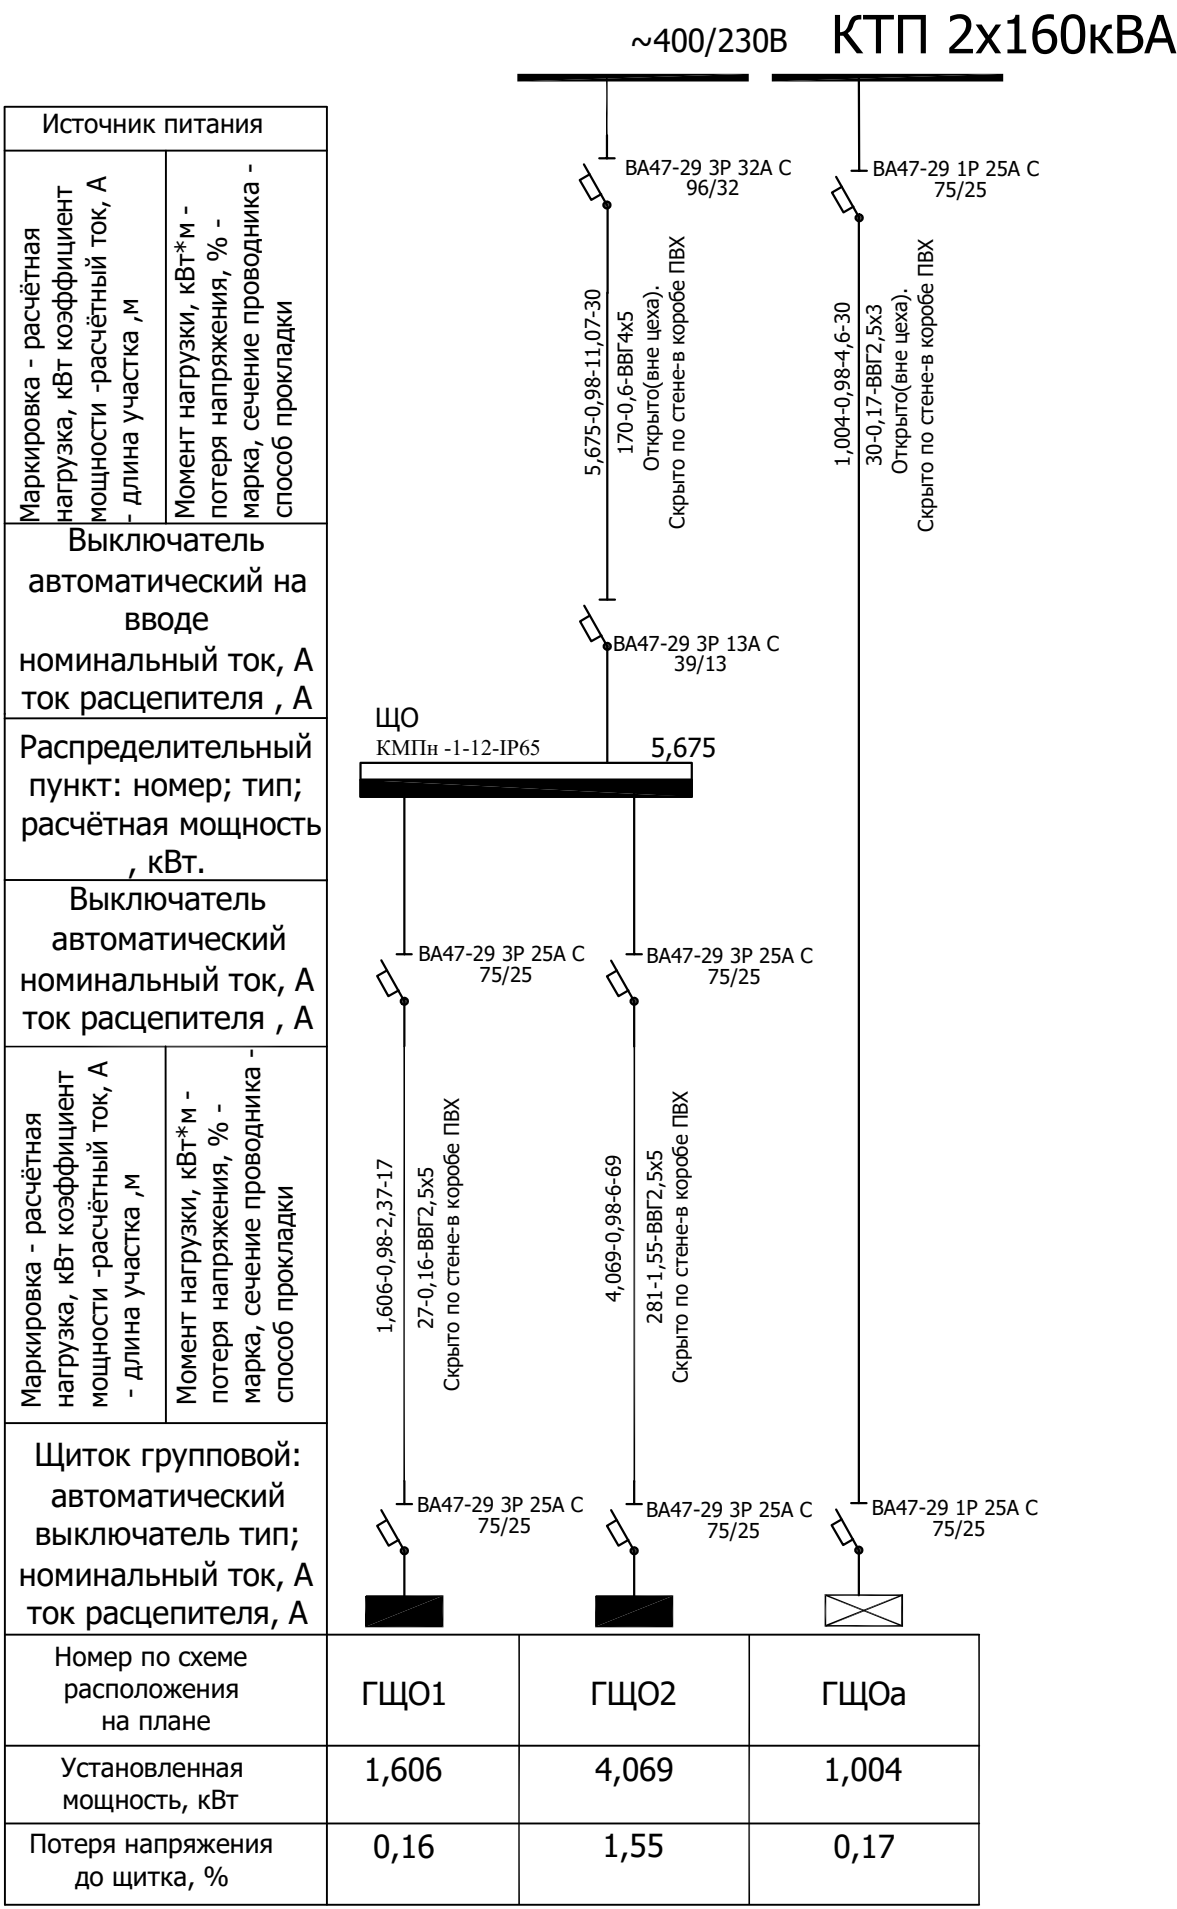 ~400/230В КТП 2х160кВА
Источник питания
Маркировка - расчётная
нагрузка, кВт коэффициент
мощности -расчётный ток, А
- длина участка ,м
Момент нагрузки, кВт*м -
потеря напряжения, % -
марка, сечение проводника -
способ прокладки
ВА47-29 3Р 32А С
96/32
ВА47-29 1Р 25А С
75/25
5,675-0,98-11,07-30
170-0,6-ВВГ4х5
Открыто(вне цеха).
Скрыто по стене-в коробе ПВХ
1,004-0,98-4,6-30
30-0,17-ВВГ2,5х3
Открыто(вне цеха).
Скрыто по стене-в коробе ПВХ
Выключатель
автоматический на
вводе
номинальный ток, А
ток расцепителя , А
ВА47-29 3Р 13А С
39/13
Распределительный
пункт: номер; тип;
расчётная мощность
, кВт.
ЩО
КМПн -1-12-IP65
5,675
Выключатель
автоматический
номинальный ток, А
ток расцепителя , А
ВА47-29 3Р 25А С
75/25
ВА47-29 3Р 25А С
75/25
Маркировка - расчётная
нагрузка, кВт коэффициент
мощности -расчётный ток, А
- длина участка ,м
Момент нагрузки, кВт*м -
потеря напряжения, % -
марка, сечение проводника -
способ прокладки
1,606-0,98-2,37-17
27-0,16-ВВГ2,5х5
Скрыто по стене-в коробе ПВХ
4,069-0,98-6-69
281-1,55-ВВГ2,5х5
Скрыто по стене-в коробе ПВХ
Щиток групповой:
автоматический
выключатель тип;
номинальный ток, А
ток расцепителя, А
ВА47-29 3Р 25А С
75/25
ВА47-29 3Р 25А С
75/25
ВА47-29 1Р 25А С
75/25
Номер по схеме
расположения
на плане
ГЩО1
ГЩО2
ГЩОа
Установленная
мощность, кВт
1,606
4,069
1,004
Потеря напряжения
до щитка, %
0,16
1,55
0,17